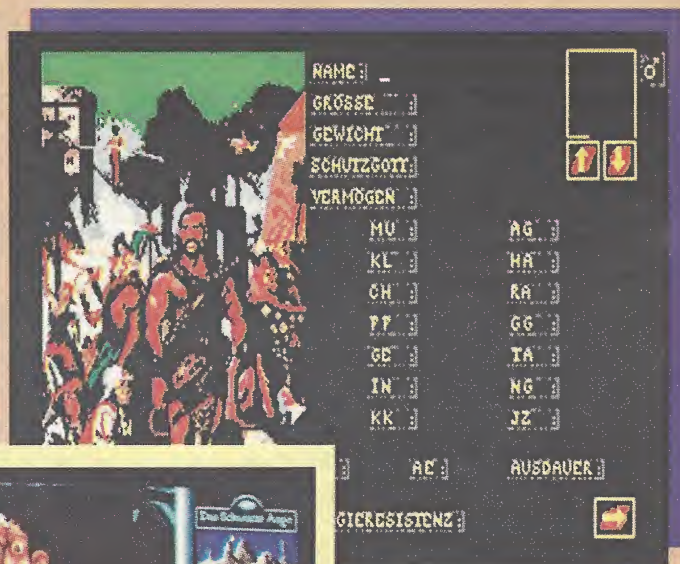 NAME: _
GRÖSSE :
GEWICHT :
SCHUTZGOTT:
VERMÖGEN :
MU : AG :
KL : HA :
CH : RA :
FF : GG :
GE : TA :
IN : NG :
KK : JZ :
: AE : AUSDAUER :
GIERESISTENZ :
Das Schwarze Auge